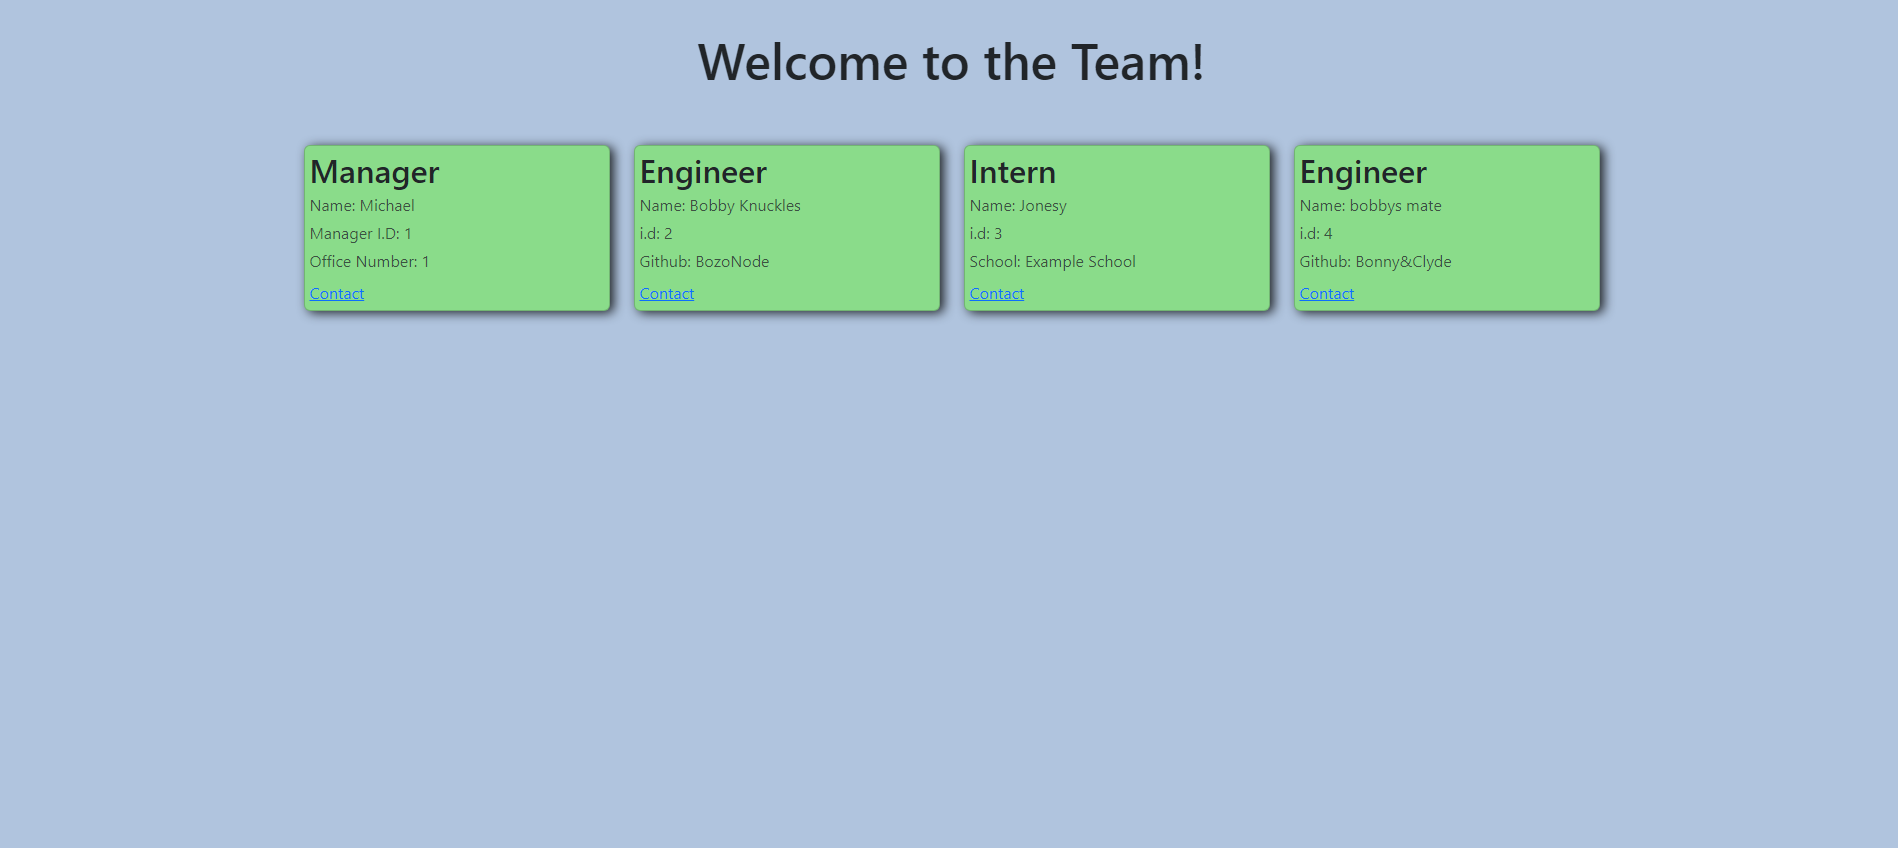 Welcome to the Team!
Manager
Name: Michael
Manager I.D: 1
Office Number: 1
Contact
Engineer
Name: Bobby Knuckles
i.d: 2
Github: BozoNode
Contact
Intern
Name: Jonesy
i.d: 3
School: Example School
Contact
Engineer
Name: bobbys mate
i.d: 4
Github: Bonny&Clyde
Contact